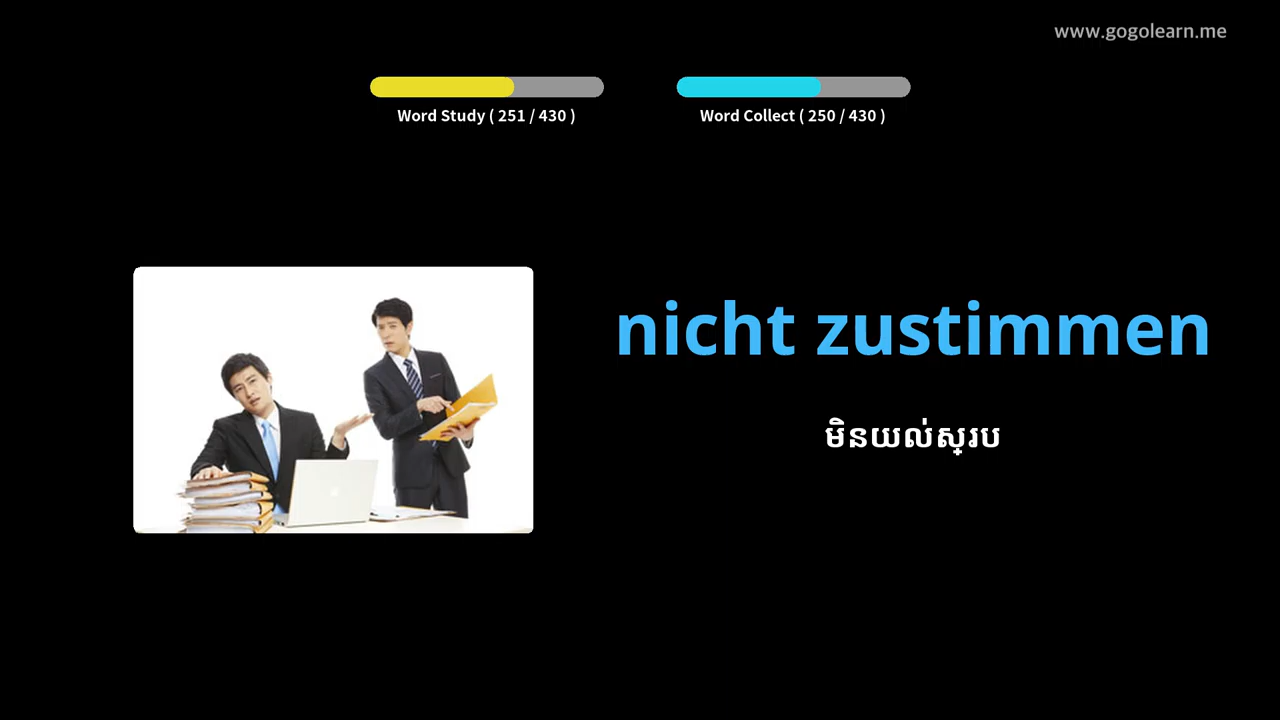 www.gogolearn.me
Word Study ( 251 / 430 )
Word Collect ( 250 / 430 )
nicht zustimmen
មិនយល់ស្រប